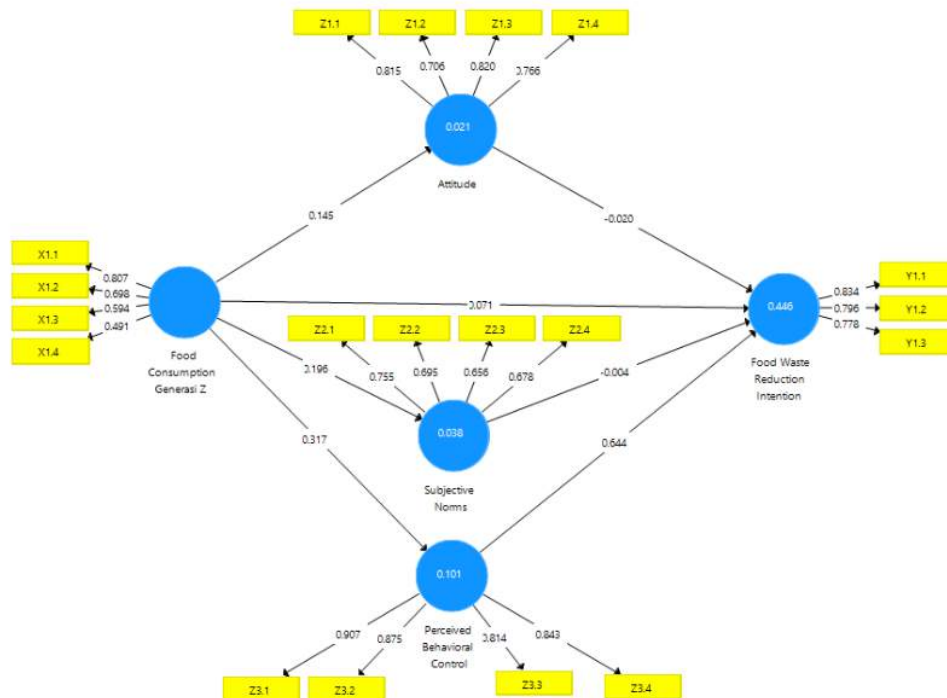 Z1.1 Z1.2 Z1.3 Z1.4
0.815 0.706 0.820 0.766
0.021
Attitude
0.145 -0.020
X1.1
X1.2
X1.3
X1.4
0.807
0.698
0.594
0.491
Food
Consumption
Generasi Z
0.071
0.446
Food Waste
Reduction
Intention
0.834
0.796
0.778
Y1.1
Y1.2
Y1.3
Z2.1 Z2.2 Z2.3 Z2.4
0.755 0.695 0.656 0.678
0.196 -0.004
0.038
Subjective
Norms
0.317 0.644
0.101
Perceived
Behavioral
Control
0.907 0.875 0.814 0.843
Z3.1 Z3.2 Z3.3 Z3.4